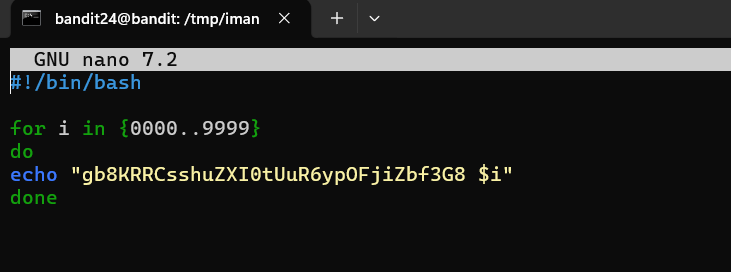 bandit24@bandit: /tmp/iman
GNU nano 7.2
#!/bin/bash
for i in {0000..9999}
do
echo "gb8KRRCsshuZXI0tUuR6ypOFjiZbf3G8 $i"
done